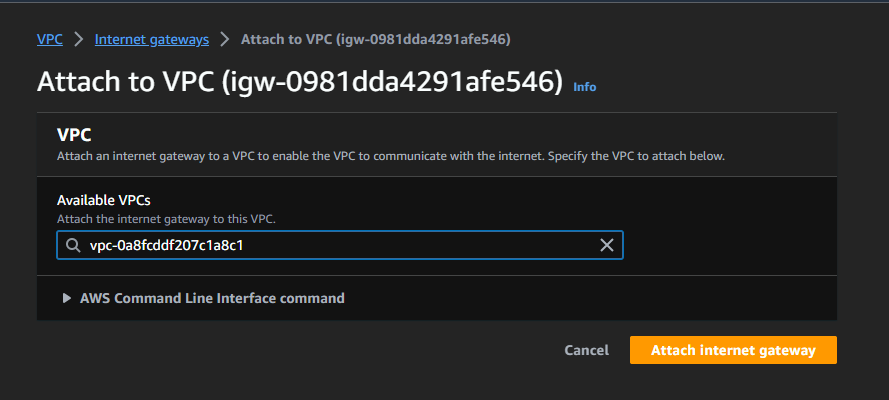 VPC > Internet gateways > Attach to VPC (igw-0981dda4291afe546)
Attach to VPC (igw-0981dda4291afe546) Info
VPC
Attach an internet gateway to a VPC to enable the VPC to communicate with the internet. Specify the VPC to attach below.
Available VPCs
Attach the internet gateway to this VPC.
vpc-0a8fcddf207c1a8c1
AWS Command Line Interface command
Cancel Attach internet gateway